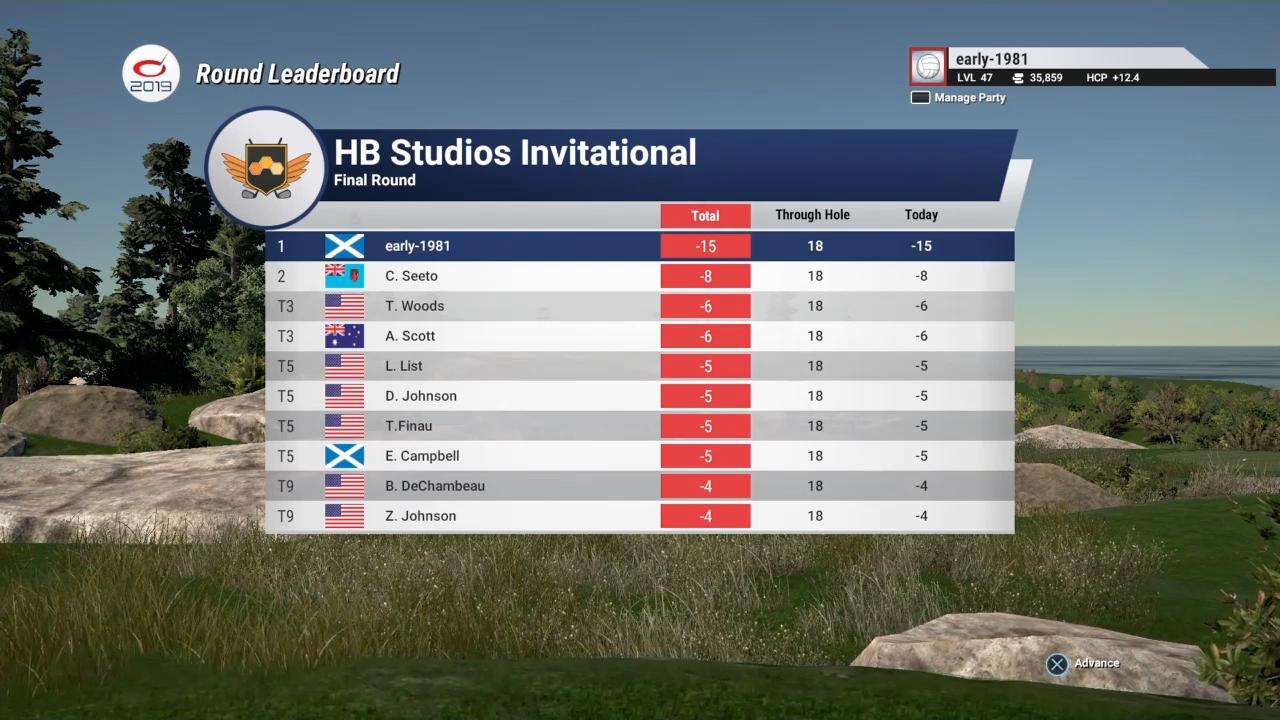 2019
Round Leaderboard
early-1981
LVL 47 35,859 HCP +12.4
Manage Party
HB Studios Invitational
Final Round
Total Through Hole Today
1 early-1981 -15 18 -15
2 C. Seeto -8 18 -8
T3 T. Woods -6 18 -6
T3 A. Scott -6 18 -6
T5 L. List -5 18 -5
T5 D. Johnson -5 18 -5
T5 T.Finau -5 18 -5
T5 E. Campbell -5 18 -5
T9 B. DeChambeau -4 18 -4
T9 Z. Johnson -4 18 -4
Advance